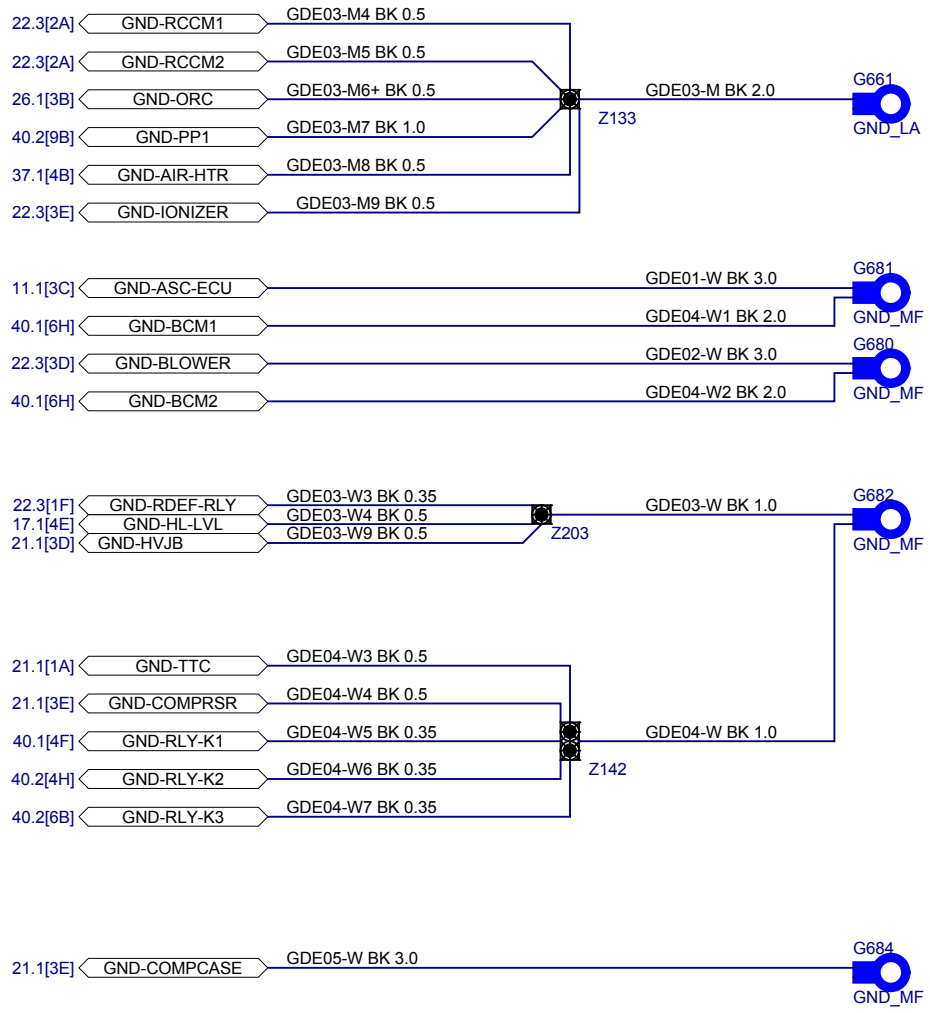 22.3[2A] GND-RCCM1 GDE03-M4 BK 0.5
22.3[2A] GND-RCCM2 GDE03-M5 BK 0.5
26.1[3B] GND-ORC GDE03-M6+ BK 0.5 GDE03-M BK 2.0 G661
Z133 GND_LA
40.2[9B] GND-PP1 GDE03-M7 BK 1.0
37.1[4B] GND-AIR-HTR GDE03-M8 BK 0.5
22.3[3E] GND-IONIZER GDE03-M9 BK 0.5
11.1[3C] GND-ASC-ECU GDE01-W BK 3.0 G681
40.1[6H] GND-BCM1 GDE04-W1 BK 2.0 GND_MF
22.3[3D] GND-BLOWER GDE02-W BK 3.0 G680
40.1[6H] GND-BCM2 GDE04-W2 BK 2.0 GND_MF
22.3[1F] GND-RDEF-RLY GDE03-W3 BK 0.35 GDE03-W BK 1.0 G682
17.1[4E] GND-HL-LVL GDE03-W4 BK 0.5
21.1[3D] GND-HVJB GDE03-W9 BK 0.5 Z203 GND_MF
21.1[1A] GND-TTC GDE04-W3 BK 0.5
21.1[3E] GND-COMPRSR GDE04-W4 BK 0.5
40.1[4F] GND-RLY-K1 GDE04-W5 BK 0.35 GDE04-W BK 1.0
40.2[4H] GND-RLY-K2 GDE04-W6 BK 0.35 Z142
40.2[6B] GND-RLY-K3 GDE04-W7 BK 0.35
21.1[3E] GND-COMPCASE GDE05-W BK 3.0 G684
GND_MF